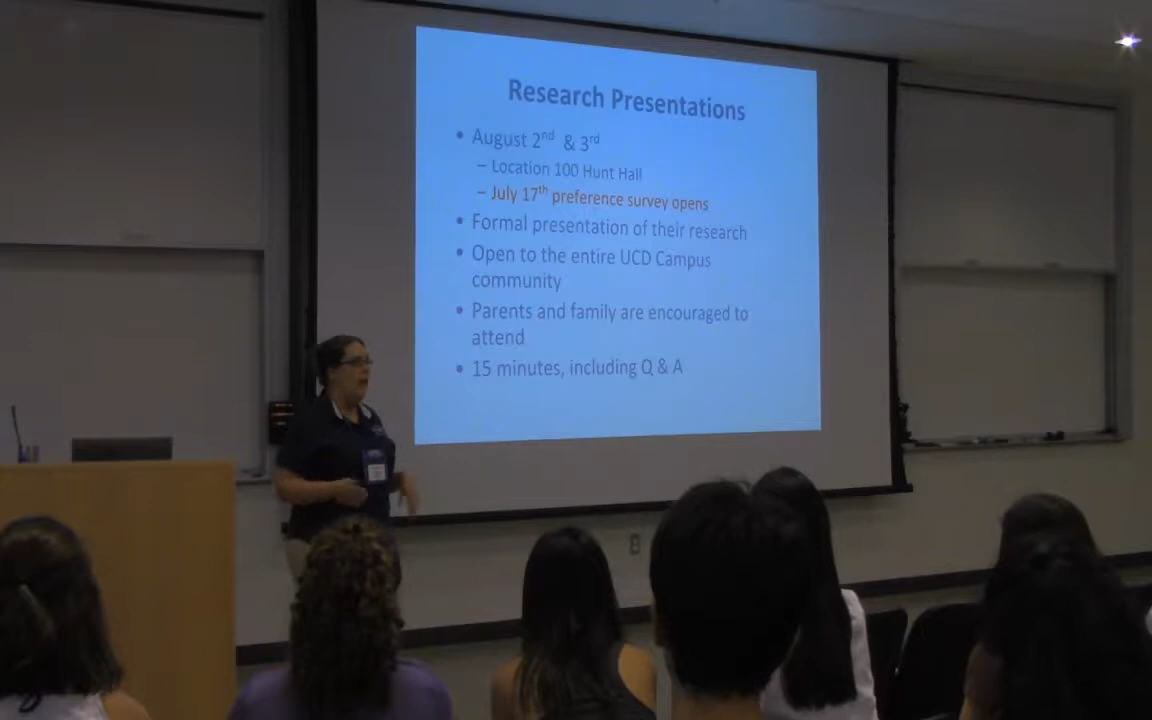 Research Presentations
• August 2nd & 3rd
– Location 100 Hunt Hall
– July 17th preference survey opens
• Formal presentation of their research
• Open to the entire UCD Campus
community
• Parents and family are encouraged to
attend
• 15 minutes, including Q & A